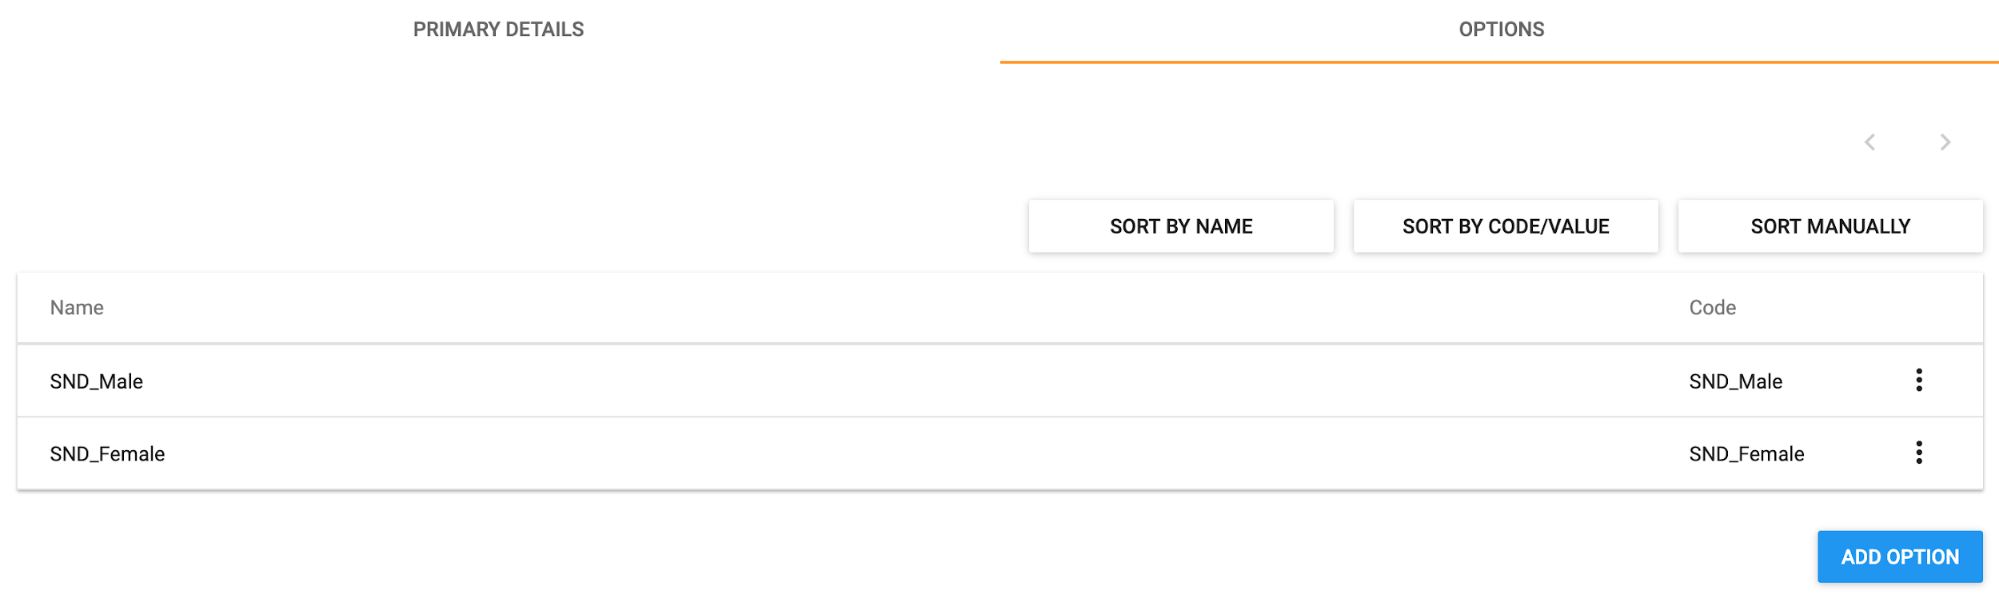 PRIMARY DETAILS OPTIONS
SORT BY NAME SORT BY CODE/VALUE SORT MANUALLY
Name Code
SND_Male SND_Male
SND_Female SND_Female
ADD OPTION